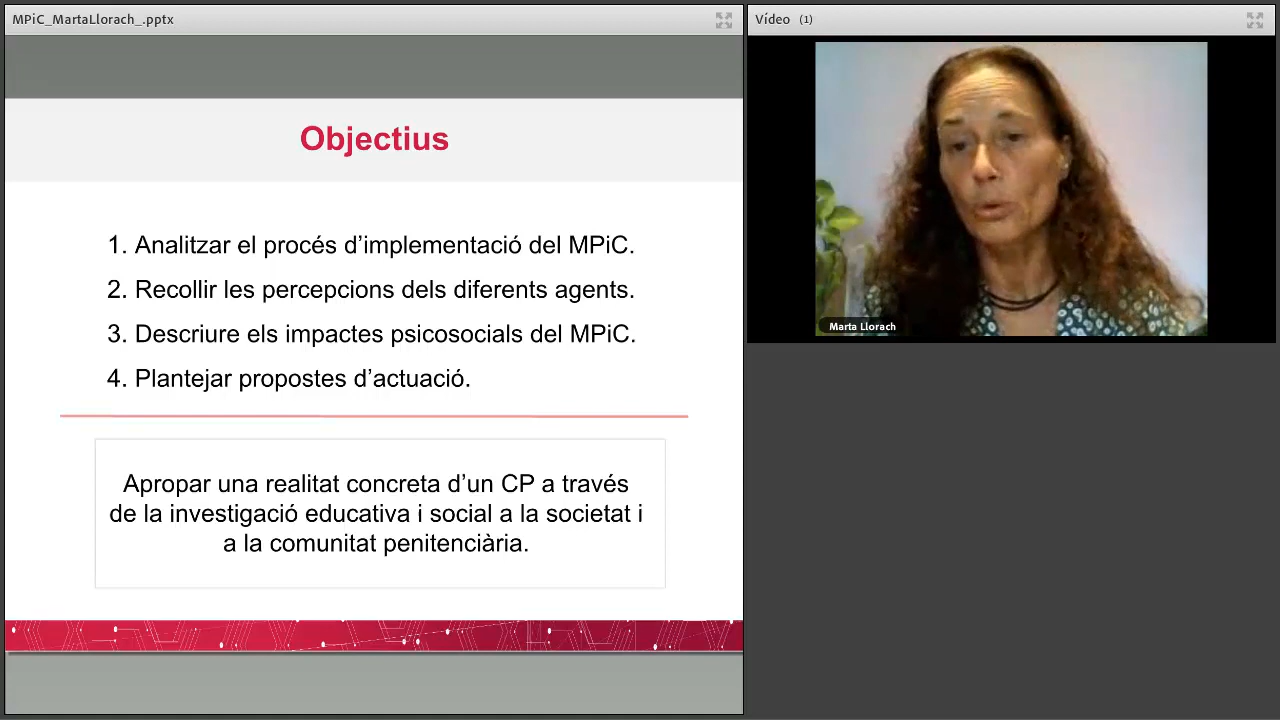 MPiC_MartaLlorach_.pptx
Objectius
1. Analitzar el procés d’implementació del MPiC.
2. Recollir les percepcions dels diferents agents.
3. Descriure els impactes psicosocials del MPiC.
4. Plantejar propostes d’actuació.
Apropar una realitat concreta d’un CP a través
de la investigació educativa i social a la societat i
a la comunitat penitenciària.
Vídeo (1)
Marta Llorach